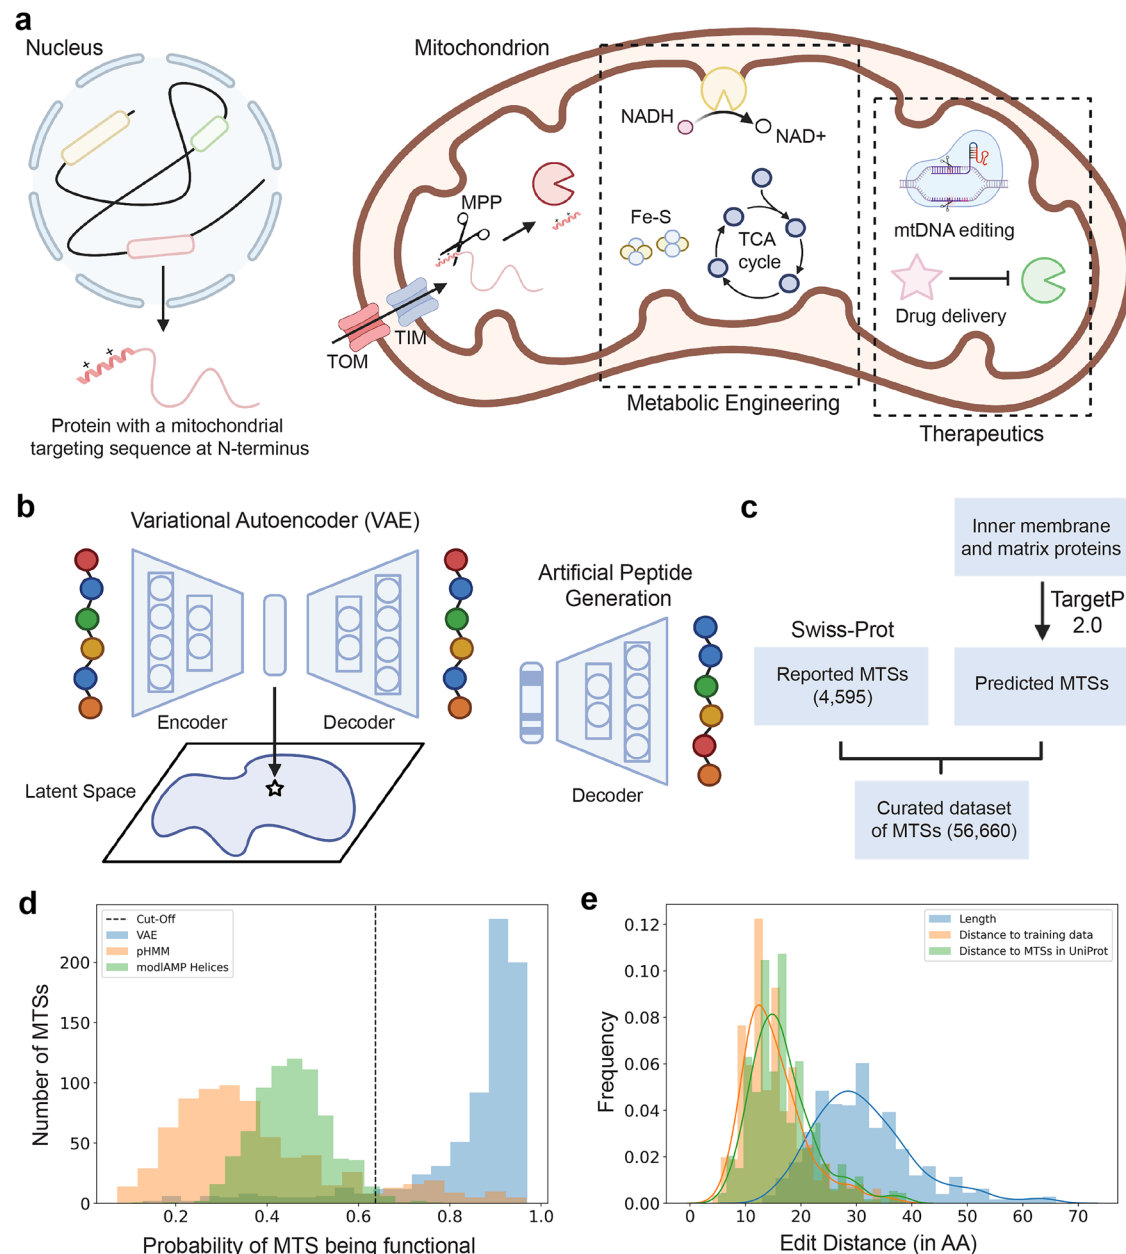 a
Nucleus
Mitochondrion
NADH
NAD+
MPP
Fe-S
TCA
cycle
mtDNA editing
Drug delivery
TIM
TOM
Metabolic Engineering
Therapeutics
+ +
Protein with a mitochondrial
targeting sequence at N-terminus
b
Variational Autoencoder (VAE)
Encoder
Decoder
Latent Space
Artificial Peptide
Generation
Decoder
c
Inner membrane
and matrix proteins
TargetP
2.0
Swiss-Prot
Reported MTSs
(4,595)
Predicted MTSs
Curated dataset
of MTSs (56,660)
d
Cut-Off
VAE
pHMM
modlAMP Helices
Number of MTSs
200
150
100
50
0
0.2 0.4 0.6 0.8 1.0
Probability of MTS being functional
e
Length
Distance to training data
Distance to MTSs in UniProt
Frequency
0.12
0.10
0.08
0.06
0.04
0.02
0.00
0 10 20 30 40 50 60 70
Edit Distance (in AA)